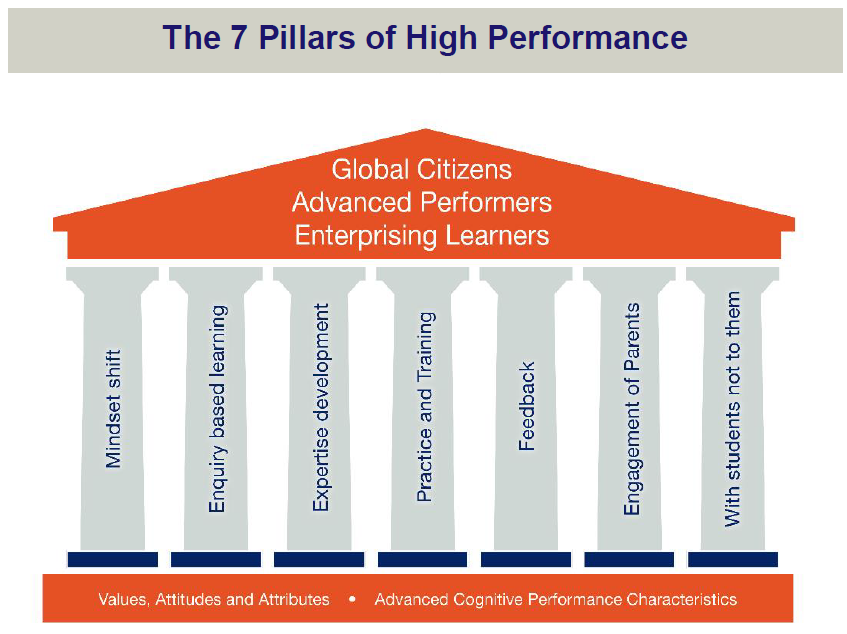 The 7 Pillars of High Performance
Global Citizens
Advanced Performers
Enterprising Learners
Mindset shift
Enquiry based learning
Expertise development
Practice and Training
Feedback
Engagement of Parents
With students not to them
Values, Attitudes and Attributes • Advanced Cognitive Performance Characteristics